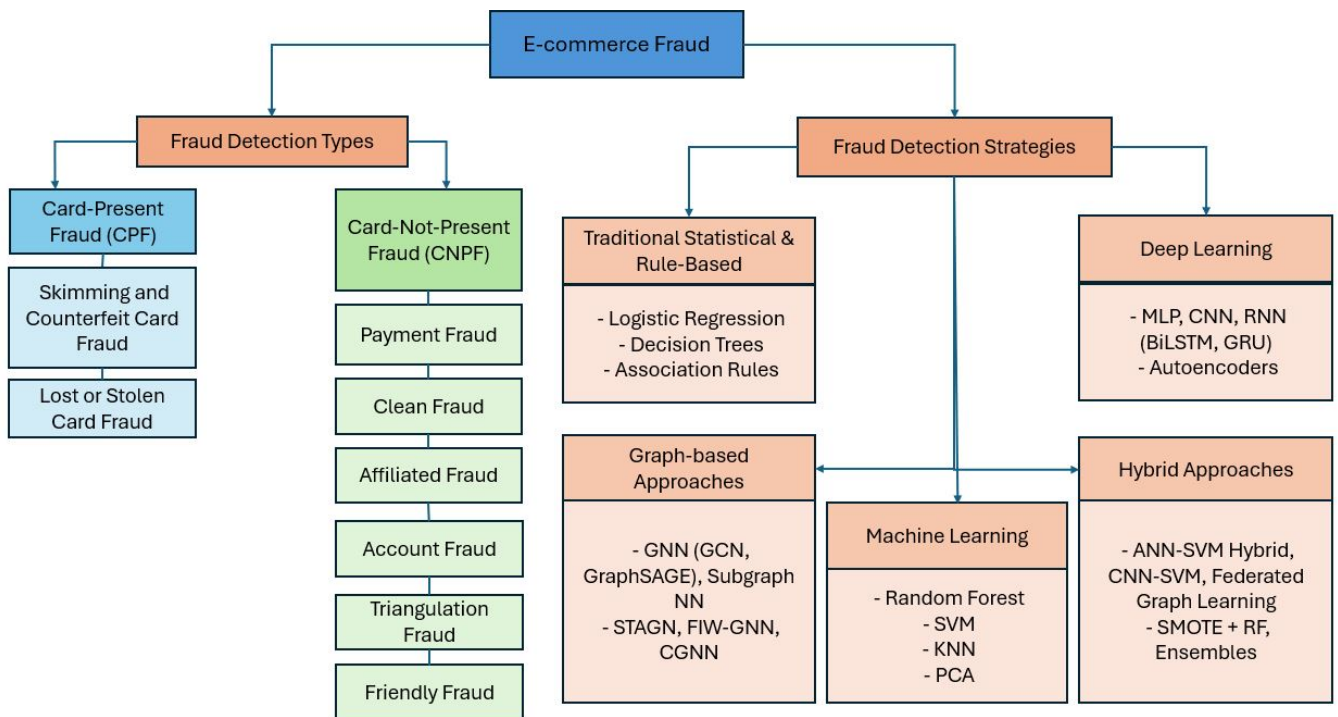 E-commerce Fraud
Fraud Detection Types
Fraud Detection Strategies
Card-Present
Fraud (CPF)
Skimming and
Counterfeit Card
Fraud
Lost or Stolen
Card Fraud
Card-Not-Present
Fraud (CNPF)
Payment Fraud
Clean Fraud
Affiliated Fraud
Account Fraud
Triangulation
Fraud
Friendly Fraud
Traditional Statistical &
Rule-Based
- Logistic Regression
- Decision Trees
- Association Rules
Deep Learning
- MLP, CNN, RNN
(BiLSTM, GRU)
- Autoencoders
Graph-based
Approaches
- GNN (GCN,
GraphSAGE), Subgraph
NN
- STAGN, FIW-GNN,
CGNN
Machine Learning
- Random Forest
- SVM
- KNN
- PCA
Hybrid Approaches
- ANN-SVM Hybrid,
CNN-SVM, Federated
Graph Learning
- SMOTE + RF,
Ensembles